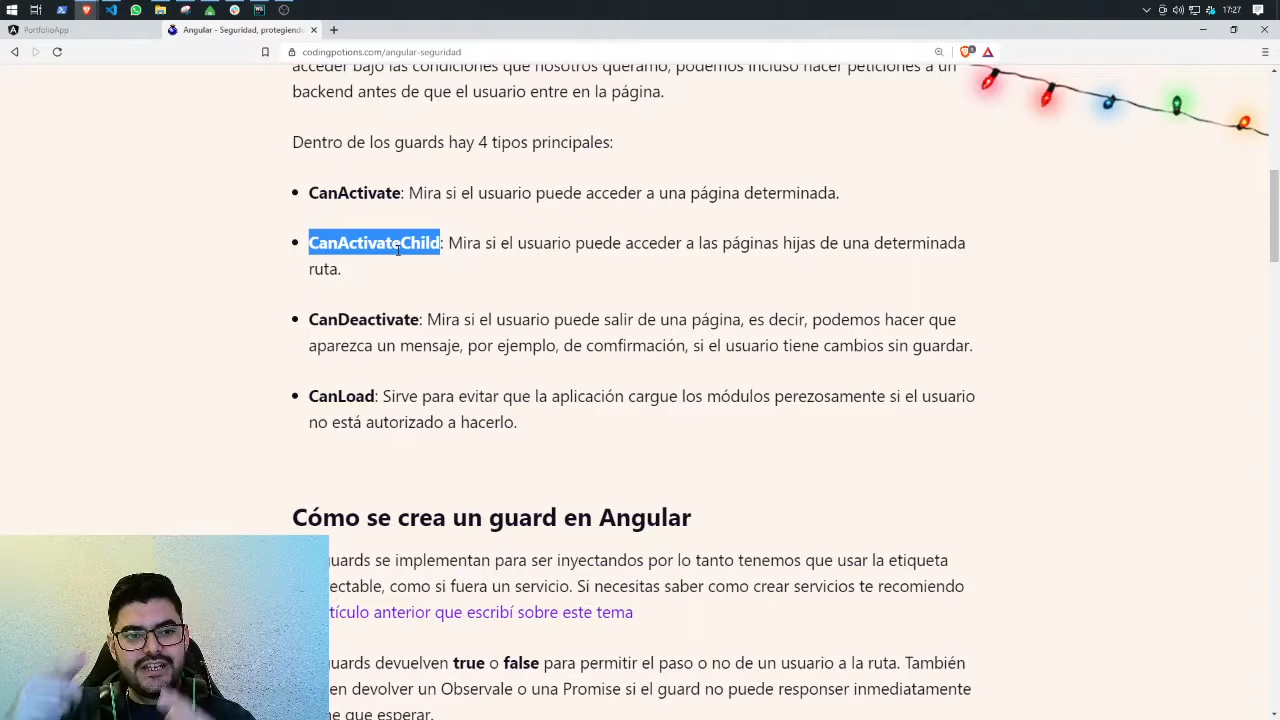 17:27
PortfolioApp
Angular - Seguridad, protegiendo
codingpotions.com/angular-seguridad
acceder bajo las condiciones que nosotros queramo, podemos incluso hacer peticiones a un
backend antes de que el usuario entre en la página.
Dentro de los guards hay 4 tipos principales:
CanActivate: Mira si el usuario puede acceder a una página determinada.
CanActivateChild: Mira si el usuario puede acceder a las páginas hijas de una determinada
ruta.
CanDeactivate: Mira si el usuario puede salir de una página, es decir, podemos hacer que
aparezca un mensaje, por ejemplo, de comfirmación, si el usuario tiene cambios sin guardar.
CanLoad: Sirve para evitar que la aplicación cargue los módulos perezosamente si el usuario
no está autorizado a hacerlo.
Cómo se crea un guard en Angular
guards se implementan para ser inyectandos por lo tanto tenemos que usar la etiqueta
ectable, como si fuera un servicio. Si necesitas saber como crear servicios te recomiendo
tículo anterior que escribí sobre este tema
guards devuelven true o false para permitir el paso o no de un usuario a la ruta. También
en devolver un Observale o una Promise si el guard no puede responser inmediatamente
ne que esperar.